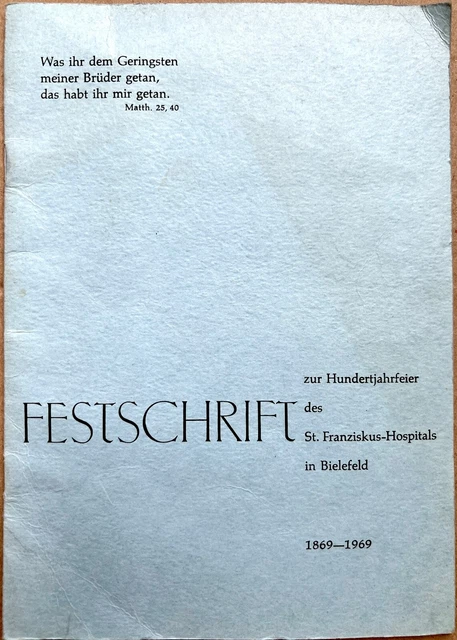 Was ihr dem Geringsten
meiner Brüder getan,
das habt ihr mir getan.
Matth. 25, 40
zur Hundertjahrfeier
FESTSCHRIFT des
St. Franziskus-Hospitals
in Bielefeld
1869—1969